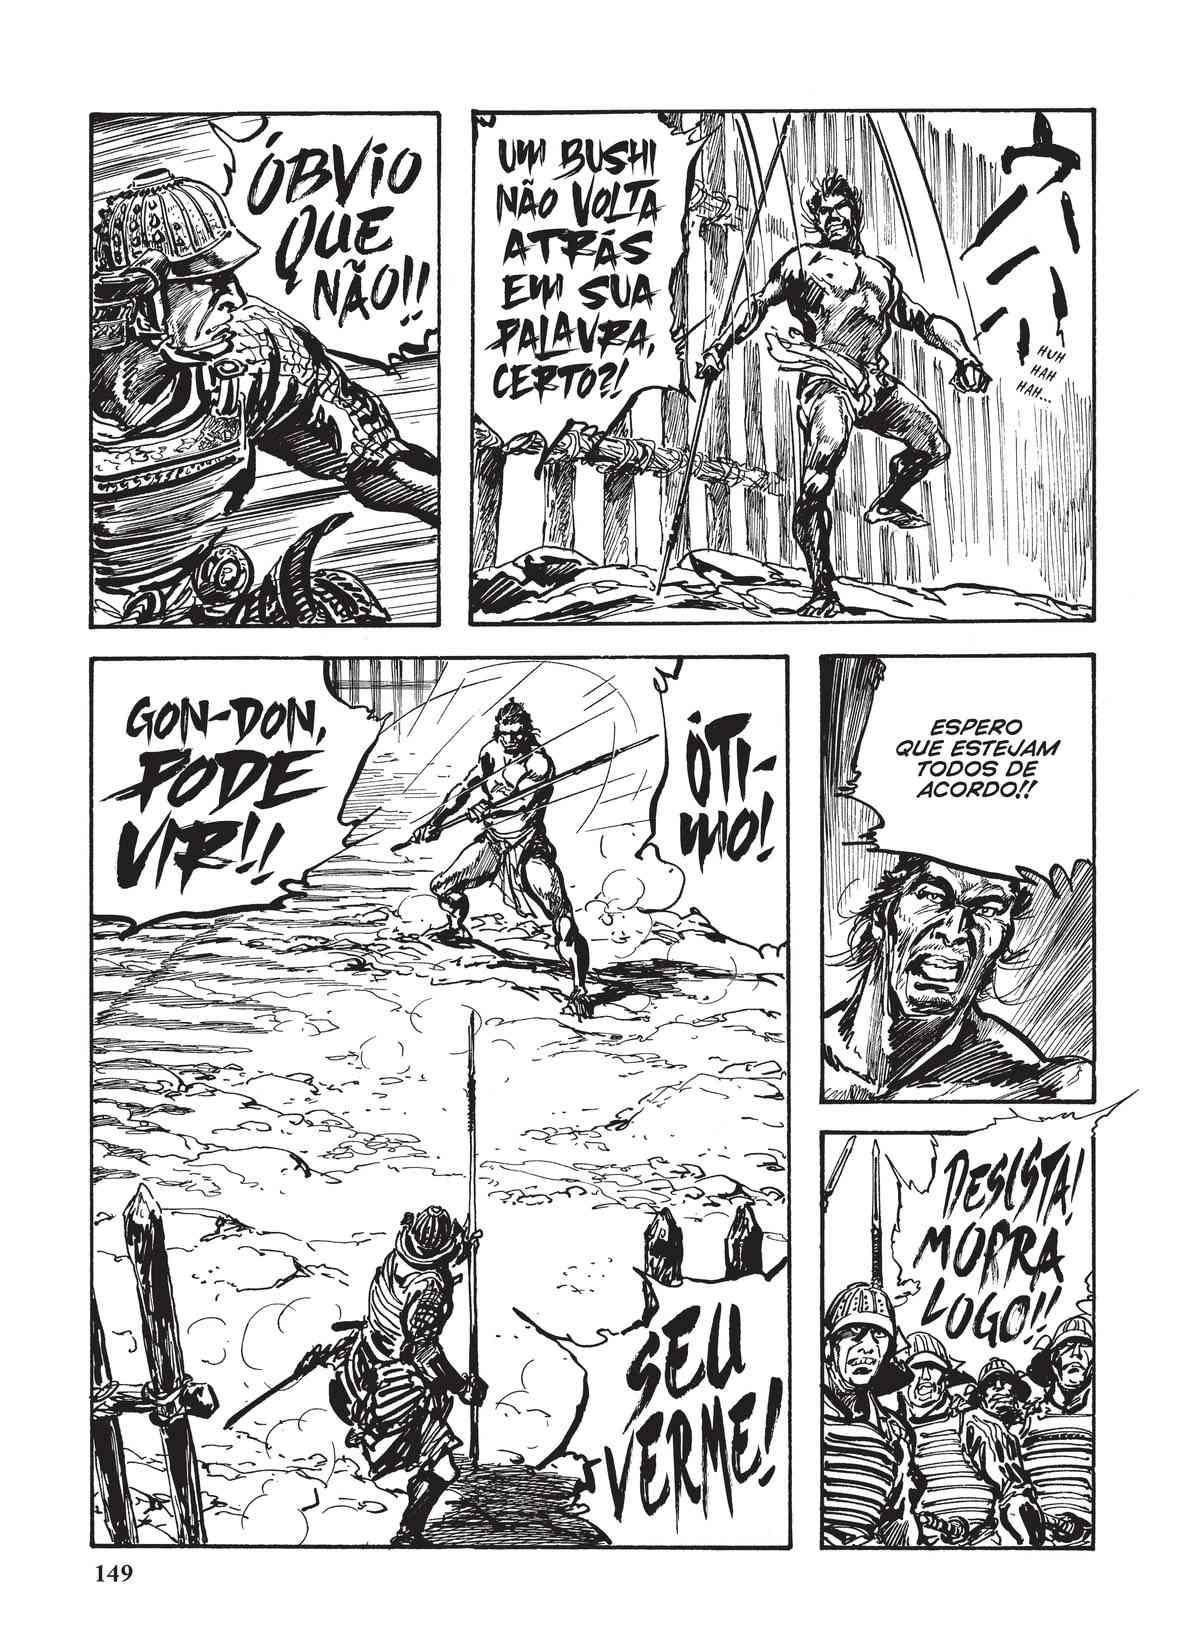 UM BUSHI
NÃO VOLTA
ATRÁS
EM SUA
PALAVRA,
CERTO?!
HUH
HAH
HAH...
ÓBVIO
QUE
NÃO!!
ESPERO
QUE ESTEJAM
TODOS DE
ACORDO!!
DESISTA!
MORRA
LOGO!!
ÓTI-
MO!
GON-DON,
PODE
VIR!!
SEU
VERME!
149